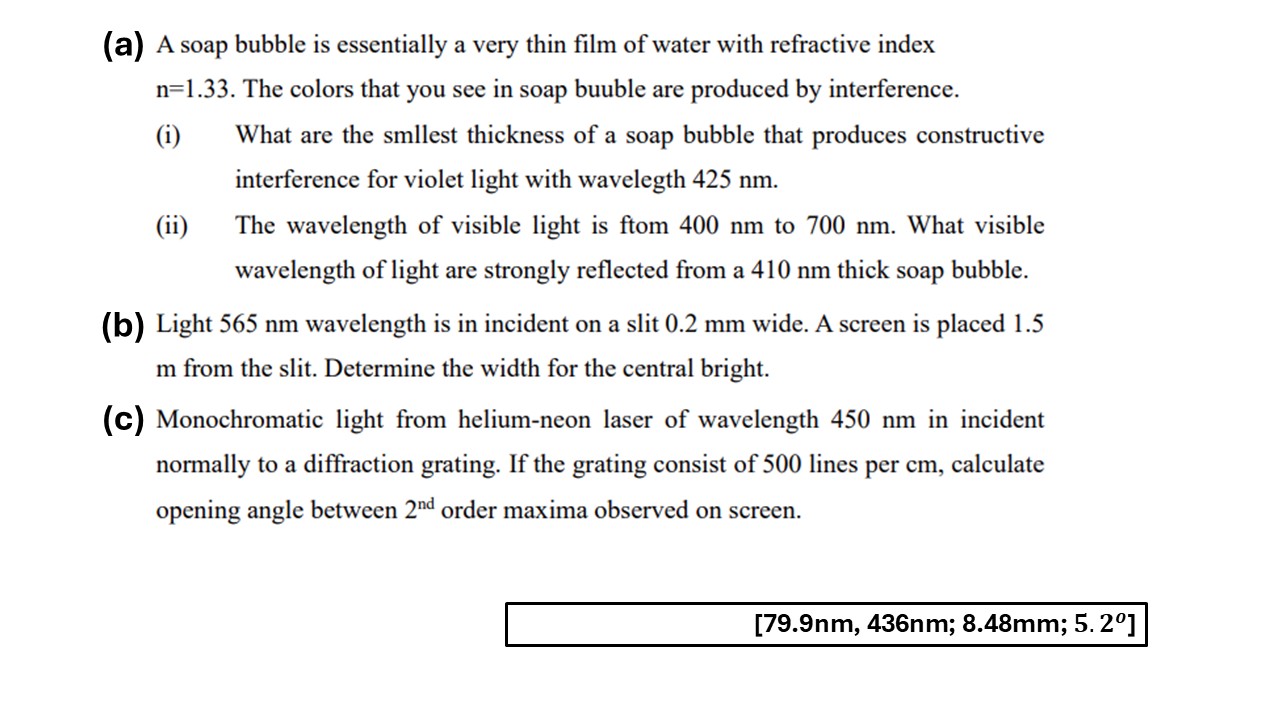 (a) A soap bubble is essentially a very thin film of water with refractive index
n=1.33. The colors that you see in soap buuble are produced by interference.
(i) What are the smllest thickness of a soap bubble that produces constructive
interference for violet light with wavelegth 425 nm.
(ii) The wavelength of visible light is ftom 400 nm to 700 nm. What visible
wavelength of light are strongly reflected from a 410 nm thick soap bubble.
(b) Light 565 nm wavelength is in incident on a slit 0.2 mm wide. A screen is placed 1.5
m from the slit. Determine the width for the central bright.
(c) Monochromatic light from helium-neon laser of wavelength 450 nm in incident
normally to a diffraction grating. If the grating consist of 500 lines per cm, calculate
opening angle between 2nd order maxima observed on screen.
[79.9nm, 436nm; 8.48mm; 5.2°]